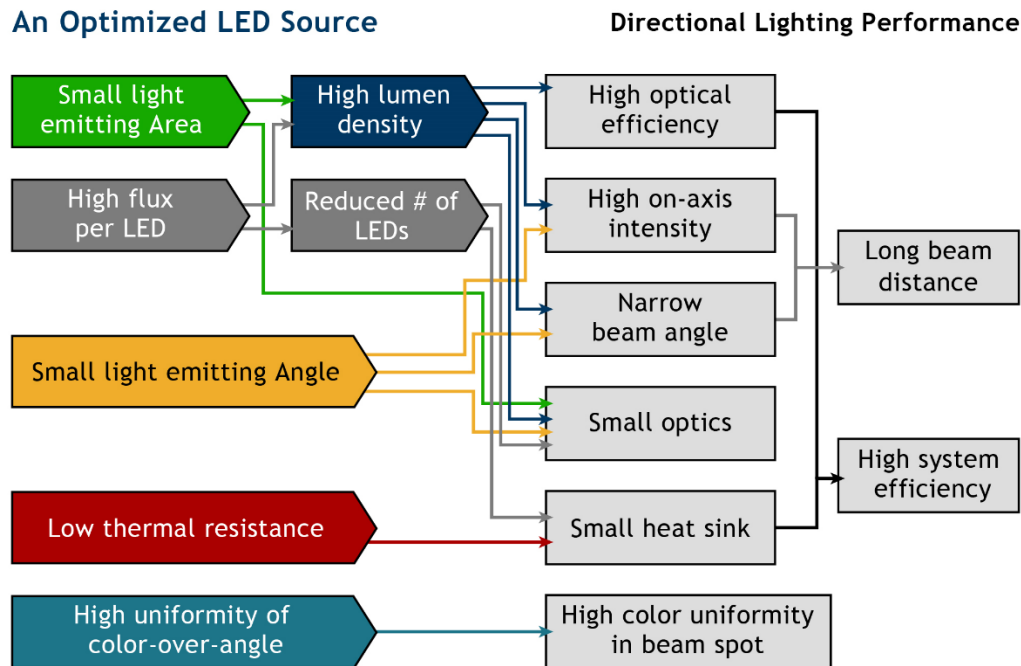 An Optimized LED Source
Directional Lighting Performance
Small light
emitting Area
High lumen
density
High optical
efficiency
High flux
per LED
Reduced # of
LEDs
High on-axis
intensity
Long beam
distance
Narrow
beam angle
Small light emitting Angle
Small optics
High system
efficiency
Low thermal resistance
Small heat sink
High uniformity of
color-over-angle
High color uniformity
in beam spot